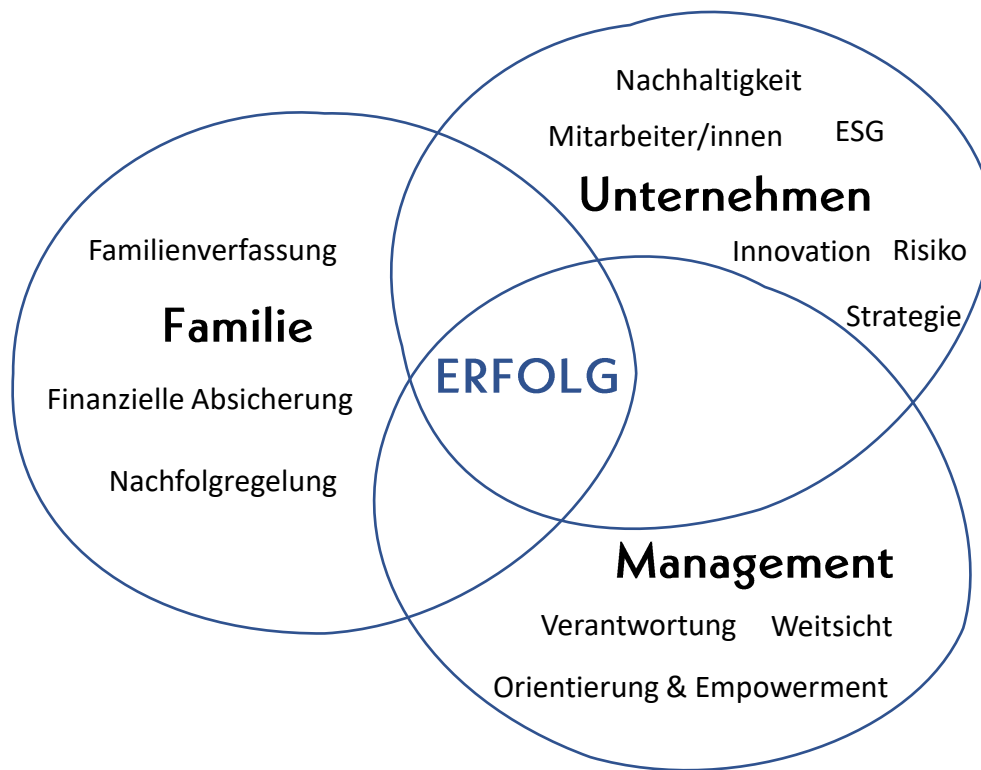 Nachhaltigkeit
Mitarbeiter/innen ESG
Unternehmen
Innovation Risiko
Strategie
Familienverfassung
Familie
Finanzielle Absicherung
Nachfolgregelung
ERFOLG
Management
Verantwortung Weitsicht
Orientierung & Empowerment